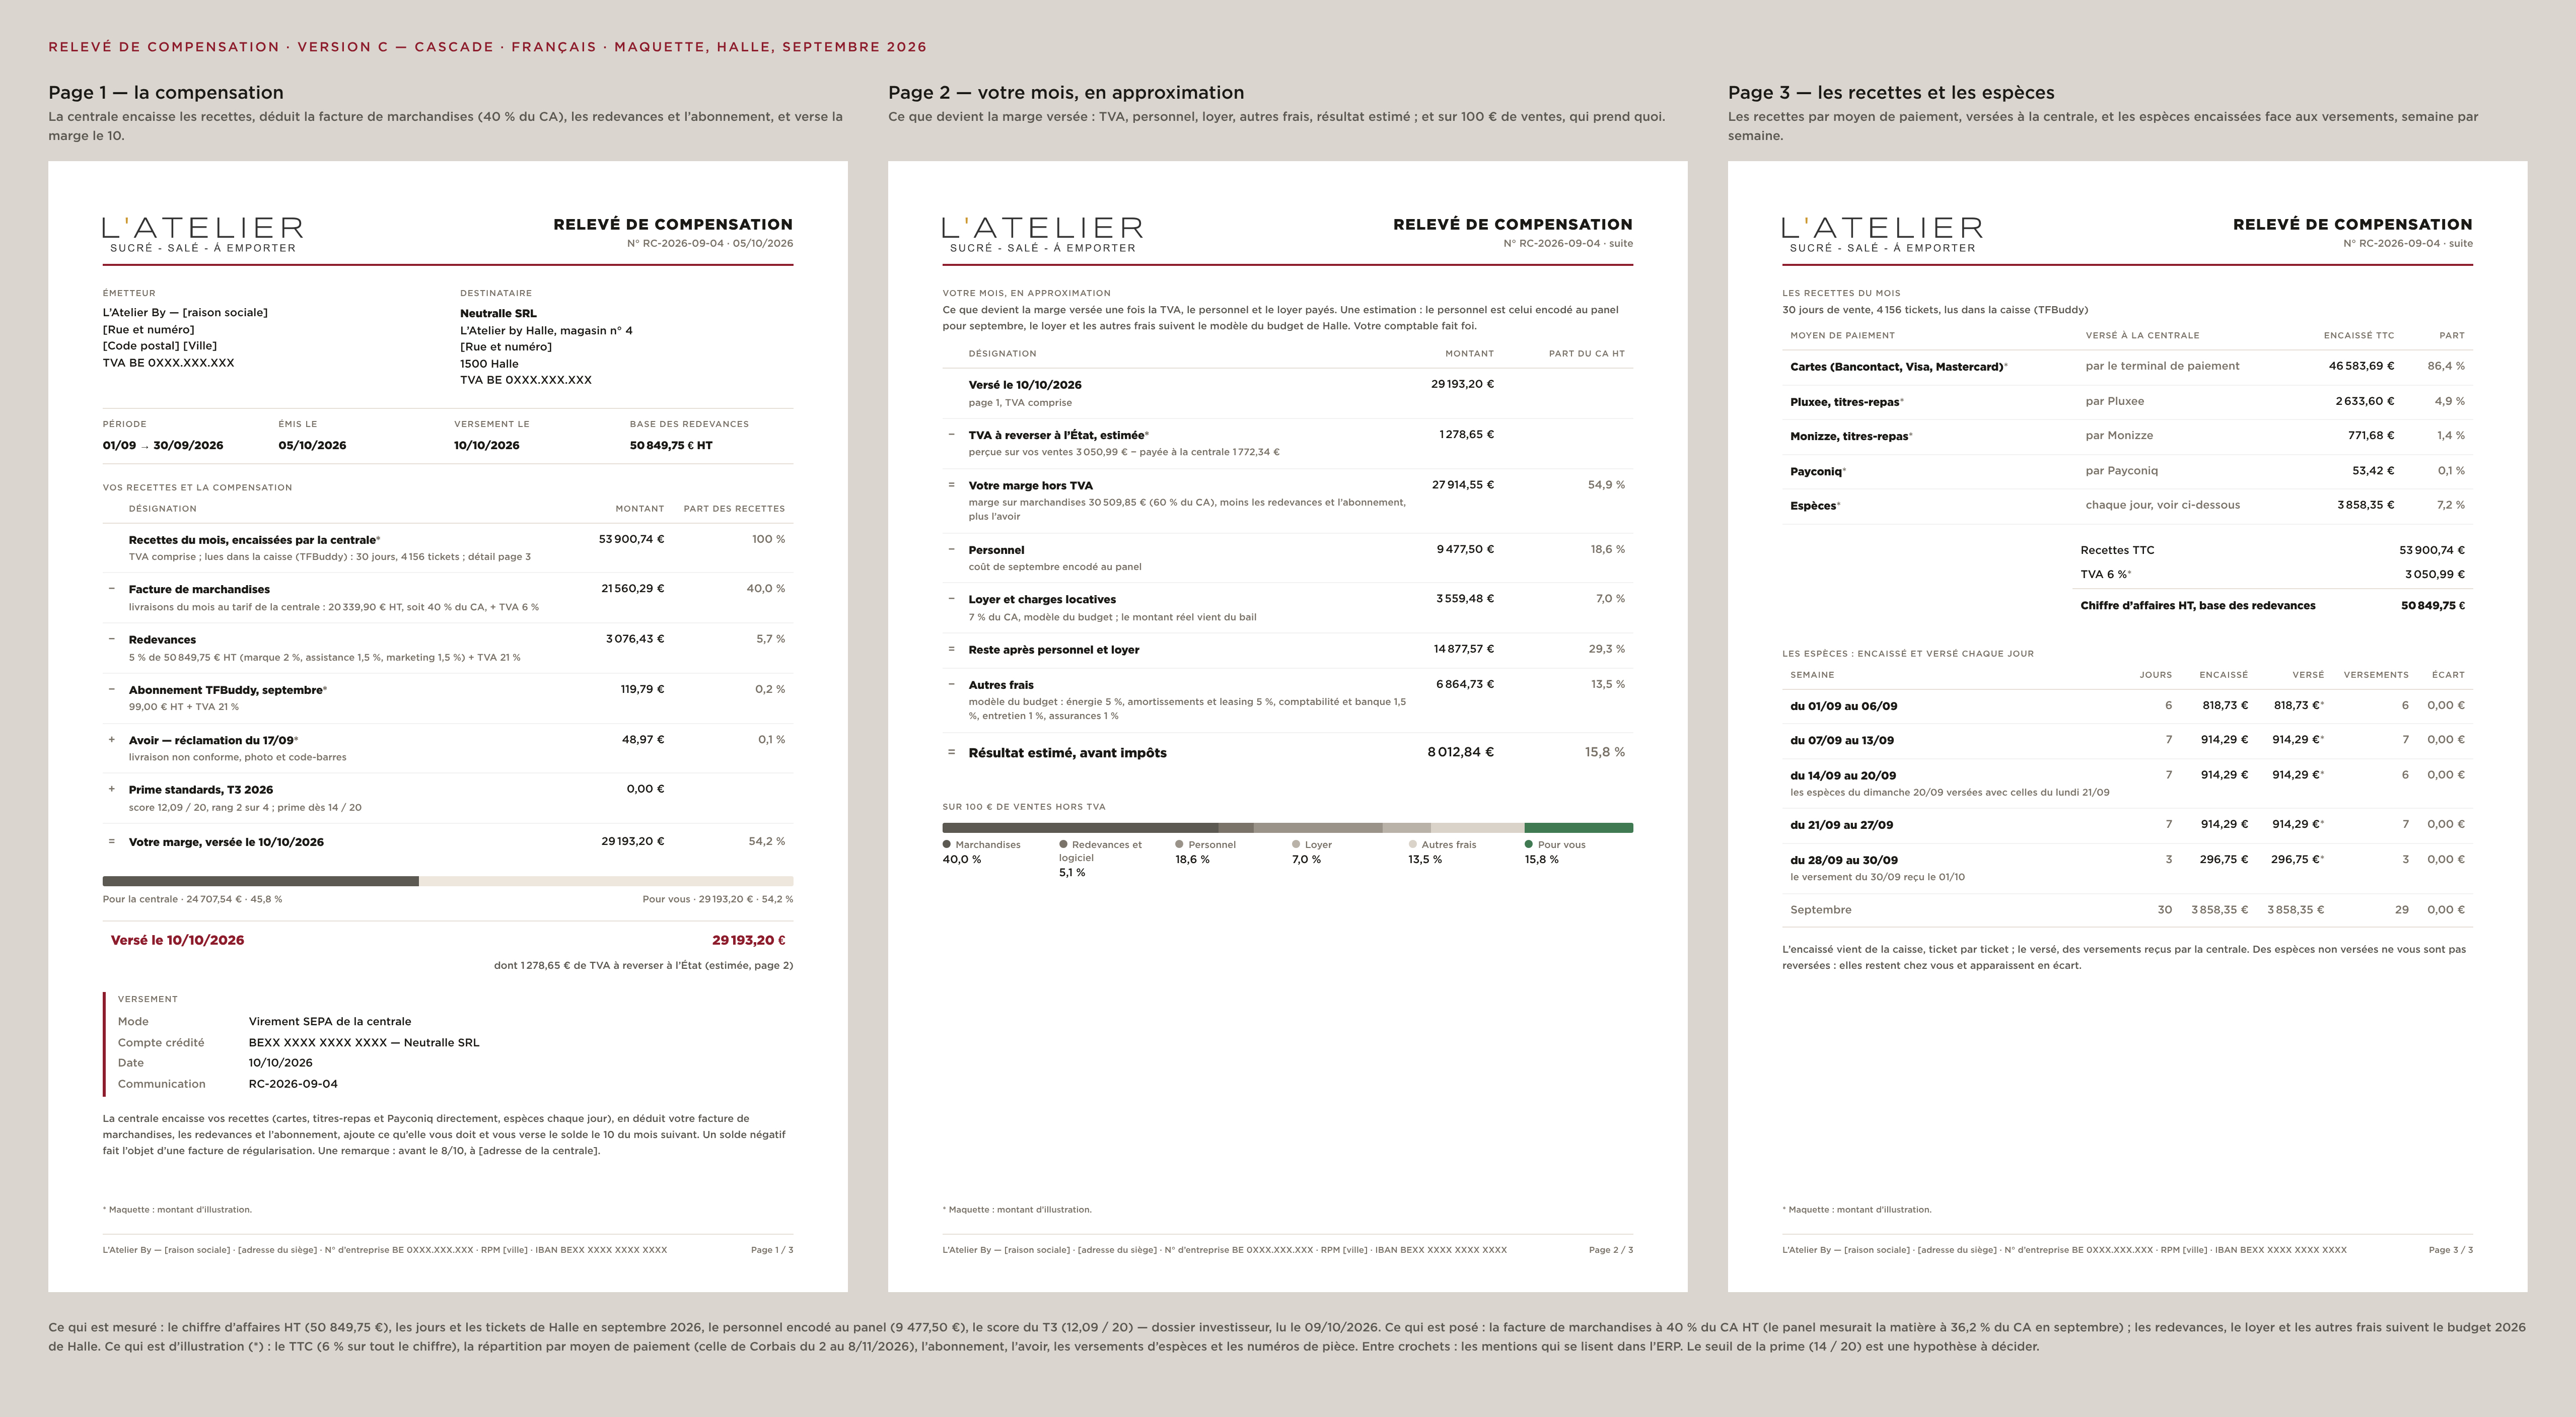 RELEVÉ DE COMPENSATION · VERSION C — CASCADE · FRANÇAIS · MAQUETTE, HALLE, SEPTEMBRE 2026
Page 1 — la compensation
La centrale encaisse les recettes, déduit la facture de marchandises (40 % du CA), les redevances et l’abonnement, et verse la
marge le 10.
L'ATELIER
SUCRÉ - SALÉ - À EMPORTER
RELEVÉ DE COMPENSATION
N° RC-2026-09-04 · 05/10/2026
ÉMETTEUR
L’Atelier By — [raison sociale]
[Rue et numéro]
[Code postal] [Ville]
TVA BE 0XXX.XXX.XXX
DESTINATAIRE
Neutralle SRL
L’Atelier by Halle, magasin n° 4
[Rue et numéro]
1500 Halle
TVA BE 0XXX.XXX.XXX
PÉRIODE ÉMIS LE VERSEMENT LE BASE DES REDEVANCES
01/09 → 30/09/2026 05/10/2026 10/10/2026 50 849,75 € HT
VOS RECETTES ET LA COMPENSATION
DÉSIGNATION MONTANT PART DES RECETTES
Recettes du mois, encaissées par la centrale* 53 900,74 € 100 %
TVA comprise ; lues dans la caisse (TFBuddy) : 30 jours, 4 156 tickets ; détail page 3
− Facture de marchandises 21 560,29 € 40,0 %
livraisons du mois au tarif de la centrale : 20 339,90 € HT, soit 40 % du CA, + TVA 6 %
− Redevances 3 076,43 € 5,7 %
5 % de 50 849,75 € HT (marque 2 %, assistance 1,5 %, marketing 1,5 %) + TVA 21 %
− Abonnement TFBuddy, septembre* 119,79 € 0,2 %
99,00 € HT + TVA 21 %
+ Avoir — réclamation du 17/09* 48,97 € 0,1 %
livraison non conforme, photo et code-barres
+ Prime standards, T3 2026 0,00 €
score 12,09 / 20, rang 2 sur 4 ; prime dès 14 / 20
= Votre marge, versée le 10/10/2026 29 193,20 € 54,2 %
Pour la centrale · 24 707,54 € · 45,8 % Pour vous · 29 193,20 € · 54,2 %
Versé le 10/10/2026 29 193,20 €
dont 1 278,65 € de TVA à reverser à l’État (estimée, page 2)
VERSEMENT
Mode Virement SEPA de la centrale
Compte crédité BEXX XXXX XXXX XXXX — Neutralle SRL
Date 10/10/2026
Communication RC-2026-09-04
La centrale encaisse vos recettes (cartes, titres-repas et Payconiq directement, espèces chaque jour), en déduit votre facture de
marchandises, les redevances et l’abonnement, ajoute ce qu’elle vous doit et vous verse le solde le 10 du mois suivant. Un solde négatif
fait l’objet d’une facture de régularisation. Une remarque : avant le 8/10, à [adresse de la centrale].
* Maquette : montant d’illustration.
L’Atelier By — [raison sociale] · [adresse du siège] · N° d’entreprise BE 0XXX.XXX.XXX · RPM [ville] · IBAN BEXX XXXX XXXX XXXX Page 1 / 3
Page 2 — votre mois, en approximation
Ce que devient la marge versée : TVA, personnel, loyer, autres frais, résultat estimé ; et sur 100 € de ventes, qui prend quoi.
L'ATELIER
SUCRÉ - SALÉ - À EMPORTER
RELEVÉ DE COMPENSATION
N° RC-2026-09-04 · suite
VOTRE MOIS, EN APPROXIMATION
Ce que devient la marge versée une fois la TVA, le personnel et le loyer payés. Une estimation : le personnel est celui encodé au panel
pour septembre, le loyer et les autres frais suivent le modèle du budget de Halle. Votre comptable fait foi.
DÉSIGNATION MONTANT PART DU CA HT
Versé le 10/10/2026 29 193,20 €
page 1, TVA comprise
− TVA à reverser à l’État, estimée* 1 278,65 €
perçue sur vos ventes 3 050,99 € − payée à la centrale 1 772,34 €
= Votre marge hors TVA 27 914,55 € 54,9 %
marge sur marchandises 30 509,85 € (60 % du CA), moins les redevances et l’abonnement,
plus l’avoir
− Personnel 9 477,50 € 18,6 %
coût de septembre encodé au panel
− Loyer et charges locatives 3 559,48 € 7,0 %
7 % du CA, modèle du budget ; le montant réel vient du bail
= Reste après personnel et loyer 14 877,57 € 29,3 %
− Autres frais 6 864,73 € 13,5 %
modèle du budget : énergie 5 %, amortissements et leasing 5 %, comptabilité et banque 1,5
%, entretien 1 %, assurances 1 %
= Résultat estimé, avant impôts 8 012,84 € 15,8 %
SUR 100 € DE VENTES HORS TVA
Marchandises Redevances et Personnel Loyer Autres frais Pour vous
40,0 % logiciel 18,6 % 7,0 % 13,5 % 15,8 %
5,1 %
* Maquette : montant d’illustration.
L’Atelier By — [raison sociale] · [adresse du siège] · N° d’entreprise BE 0XXX.XXX.XXX · RPM [ville] · IBAN BEXX XXXX XXXX XXXX Page 2 / 3
Page 3 — les recettes et les espèces
Les recettes par moyen de paiement, versées à la centrale, et les espèces encaissées face aux versements, semaine par
semaine.
L'ATELIER
SUCRÉ - SALÉ - À EMPORTER
RELEVÉ DE COMPENSATION
N° RC-2026-09-04 · suite
LES RECETTES DU MOIS
30 jours de vente, 4 156 tickets, lus dans la caisse (TFBuddy)
MOYEN DE PAIEMENT VERSÉ À LA CENTRALE ENCAISSÉ TTC PART
Cartes (Bancontact, Visa, Mastercard)* par le terminal de paiement 46 583,69 € 86,4 %
Pluxee, titres-repas* par Pluxee 2 633,60 € 4,9 %
Monizze, titres-repas* par Monizze 771,68 € 1,4 %
Payconiq* par Payconiq 53,42 € 0,1 %
Espèces* chaque jour, voir ci-dessous 3 858,35 € 7,2 %
Recettes TTC 53 900,74 €
TVA 6 %* 3 050,99 €
Chiffre d’affaires HT, base des redevances 50 849,75 €
LES ESPÈCES : ENCAISSÉ ET VERSÉ CHAQUE JOUR
SEMAINE JOURS ENCAISSÉ VERSÉ VERSEMENTS ÉCART
du 01/09 au 06/09 6 818,73 € 818,73 €* 6 0,00 €
du 07/09 au 13/09 7 914,29 € 914,29 €* 7 0,00 €
du 14/09 au 20/09 7 914,29 € 914,29 €* 6 0,00 €
les espèces du dimanche 20/09 versées avec celles du lundi 21/09
du 21/09 au 27/09 7 914,29 € 914,29 €* 7 0,00 €
du 28/09 au 30/09 3 296,75 € 296,75 €* 3 0,00 €
le versement du 30/09 reçu le 01/10
Septembre 30 3 858,35 € 3 858,35 € 29 0,00 €
L’encaissé vient de la caisse, ticket par ticket ; le versé, des versements reçus par la centrale. Des espèces non versées ne vous sont pas
reversées : elles restent chez vous et apparaissent en écart.
* Maquette : montant d’illustration.
L’Atelier By — [raison sociale] · [adresse du siège] · N° d’entreprise BE 0XXX.XXX.XXX · RPM [ville] · IBAN BEXX XXXX XXXX XXXX Page 3 / 3
Ce qui est mesuré : le chiffre d’affaires HT (50 849,75 €), les jours et les tickets de Halle en septembre 2026, le personnel encodé au panel (9 477,50 €), le score du T3 (12,09 / 20) — dossier investisseur, lu le 09/10/2026. Ce qui est posé : la facture de marchandises à 40 % du CA HT (le panel mesurait la matière à 36,2 % du CA en septembre) ; les redevances, le loyer et les autres frais suivent le budget 2026
de Halle. Ce qui est d’illustration (*) : le TTC (6 % sur tout le chiffre), la répartition par moyen de paiement (celle de Corbais du 2 au 8/11/2026), l’abonnement, l’avoir, les versements d’espèces et les numéros de pièce. Entre crochets : les mentions qui se lisent dans l’ERP. Le seuil de la prime (14 / 20) est une hypothèse à décider.